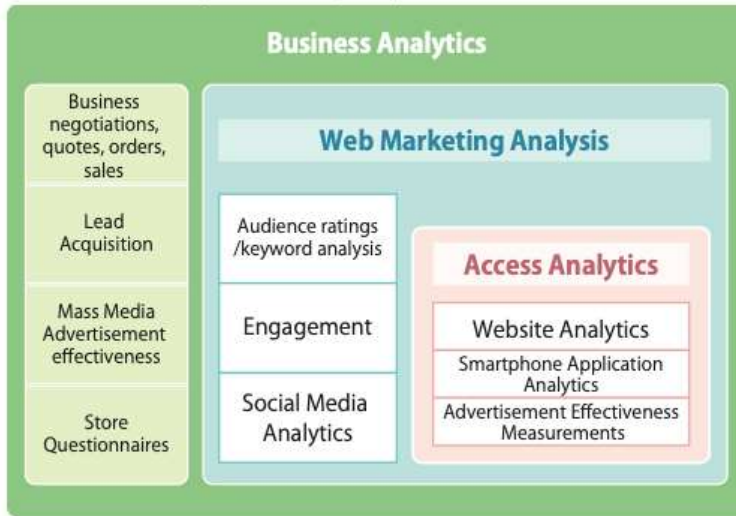 Business Analytics
Business
negotiations,
quotes, orders,
sales
Lead
Acquisition
Mass Media
Advertisement
effectiveness
Store
Questionnaires
Web Marketing Analysis
Audience ratings
/keyword analysis
Engagement
Social Media
Analytics
Access Analytics
Website Analytics
Smartphone Application
Analytics
Advertisement Effectiveness
Measurements